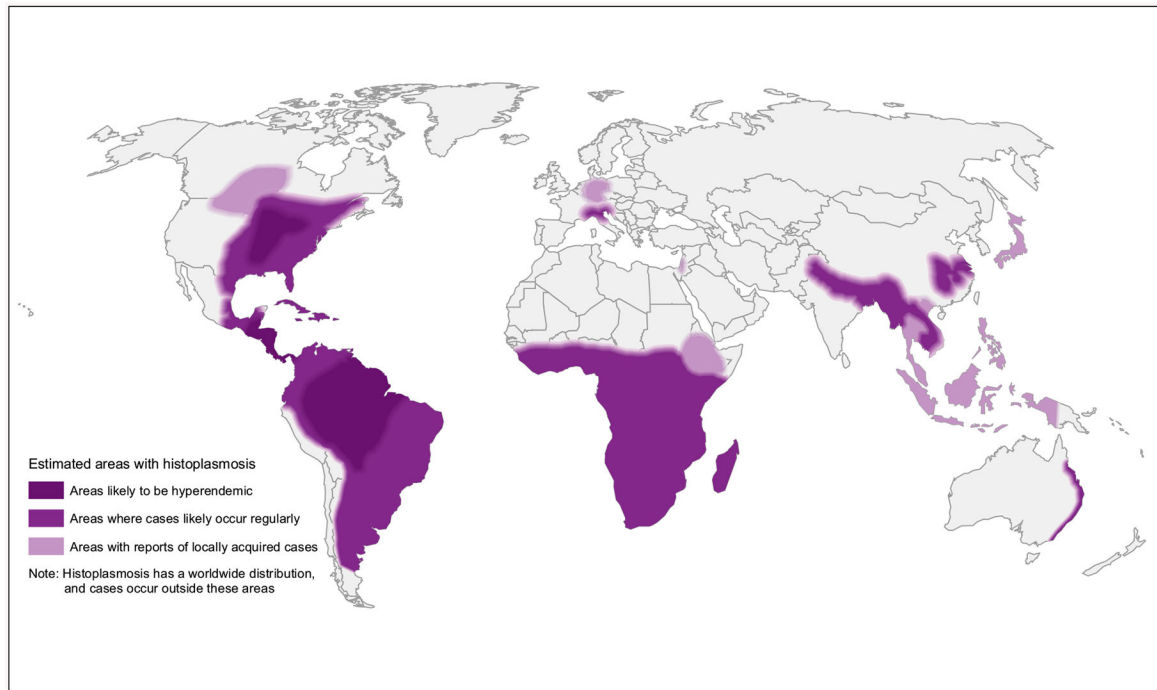 Estimated areas with histoplasmosis
Areas likely to be hyperendemic
Areas where cases likely occur regularly
Areas with reports of locally acquired cases
Note: Histoplasmosis has a worldwide distribution,
and cases occur outside these areas